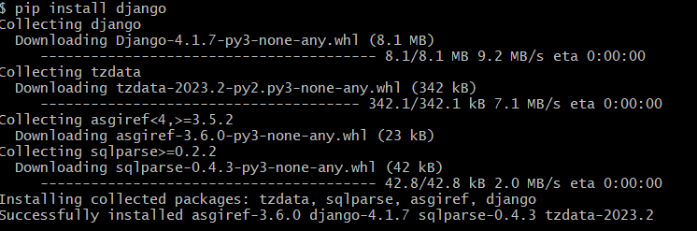 $ pip install django
Collecting django
  Downloading Django-4.1.7-py3-none-any.whl (8.1 MB)
     ---------------------------------------- 8.1/8.1 MB 9.2 MB/s eta 0:00:00
Collecting tzdata
  Downloading tzdata-2023.2-py2.py3-none-any.whl (342 kB)
     -------------------------------------- 342.1/342.1 kB 7.1 MB/s eta 0:00:00
Collecting asgiref<4,>=3.5.2
  Downloading asgiref-3.6.0-py3-none-any.whl (23 kB)
Collecting sqlparse>=0.2.2
  Downloading sqlparse-0.4.3-py3-none-any.whl (42 kB)
     ---------------------------------------- 42.8/42.8 kB 2.0 MB/s eta 0:00:00
Installing collected packages: tzdata, sqlparse, asgiref, django
Successfully installed asgiref-3.6.0 django-4.1.7 sqlparse-0.4.3 tzdata-2023.2